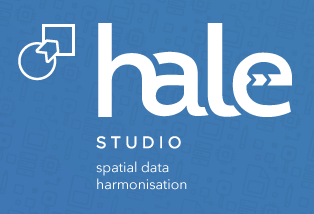 hale
STUDIO
spatial data
harmonisation